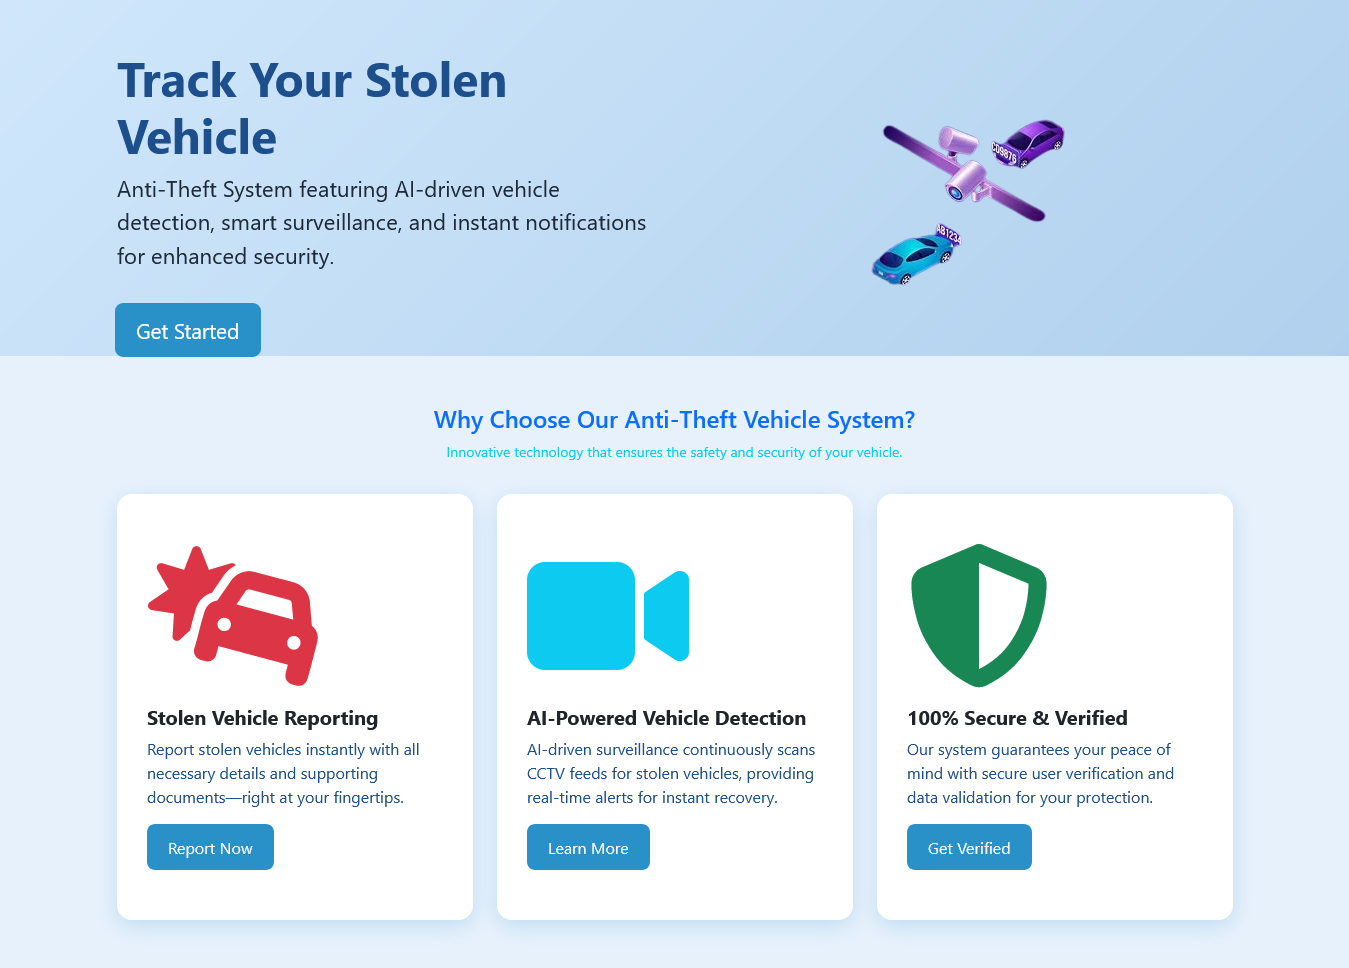 Track Your Stolen
Vehicle
Anti-Theft System featuring AI-driven vehicle
detection, smart surveillance, and instant notifications
for enhanced security.
Get Started
CD9876
AB1234
Why Choose Our Anti-Theft Vehicle System?
Innovative technology that ensures the safety and security of your vehicle.
Stolen Vehicle Reporting
Report stolen vehicles instantly with all
necessary details and supporting
documents—right at your fingertips.
Report Now
AI-Powered Vehicle Detection
AI-driven surveillance continuously scans
CCTV feeds for stolen vehicles, providing
real-time alerts for instant recovery.
Learn More
100% Secure & Verified
Our system guarantees your peace of
mind with secure user verification and
data validation for your protection.
Get Verified